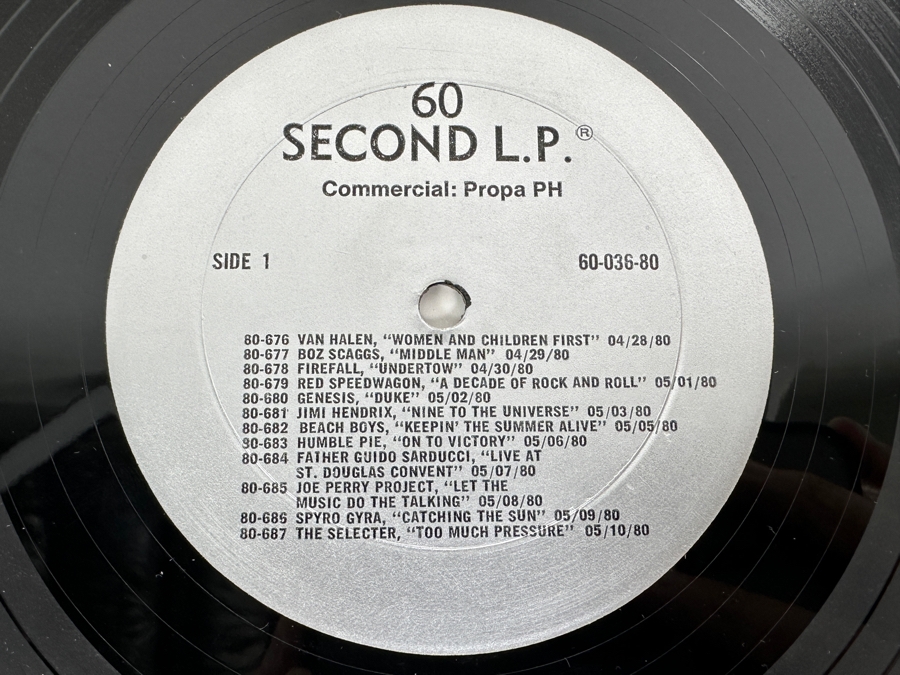 60
SECOND L.P.®
Commercial: Propa PH
SIDE 1 60-036-80
80-676 VAN HALEN, “WOMEN AND CHILDREN FIRST” 04/28/80
80-677 BOZ SCAGGS, “MIDDLE MAN” 04/29/80
80-678 FIREFALL, “UNDERTOW” 04/30/80
80-679 RED SPEEDWAGON, “A DECADE OF ROCK AND ROLL” 05/01/80
80-680 GENESIS, “DUKE” 05/02/80
80-681 JIMI HENDRIX, “NINE TO THE UNIVERSE” 05/03/80
80-682 BEACH BOYS, “KEEPIN’ THE SUMMER ALIVE” 05/05/80
80-683 HUMBLE PIE, “ON TO VICTORY” 05/06/80
80-684 FATHER GUIDO SARDUCCI, “LIVE AT
ST. DOUGLAS CONVENT” 05/07/80
80-685 JOE PERRY PROJECT, “LET THE
MUSIC DO THE TALKING” 05/08/80
80-686 SPYRO GYRA, “CATCHING THE SUN” 05/09/80
80-687 THE SELECTER, “TOO MUCH PRESSURE” 05/10/80